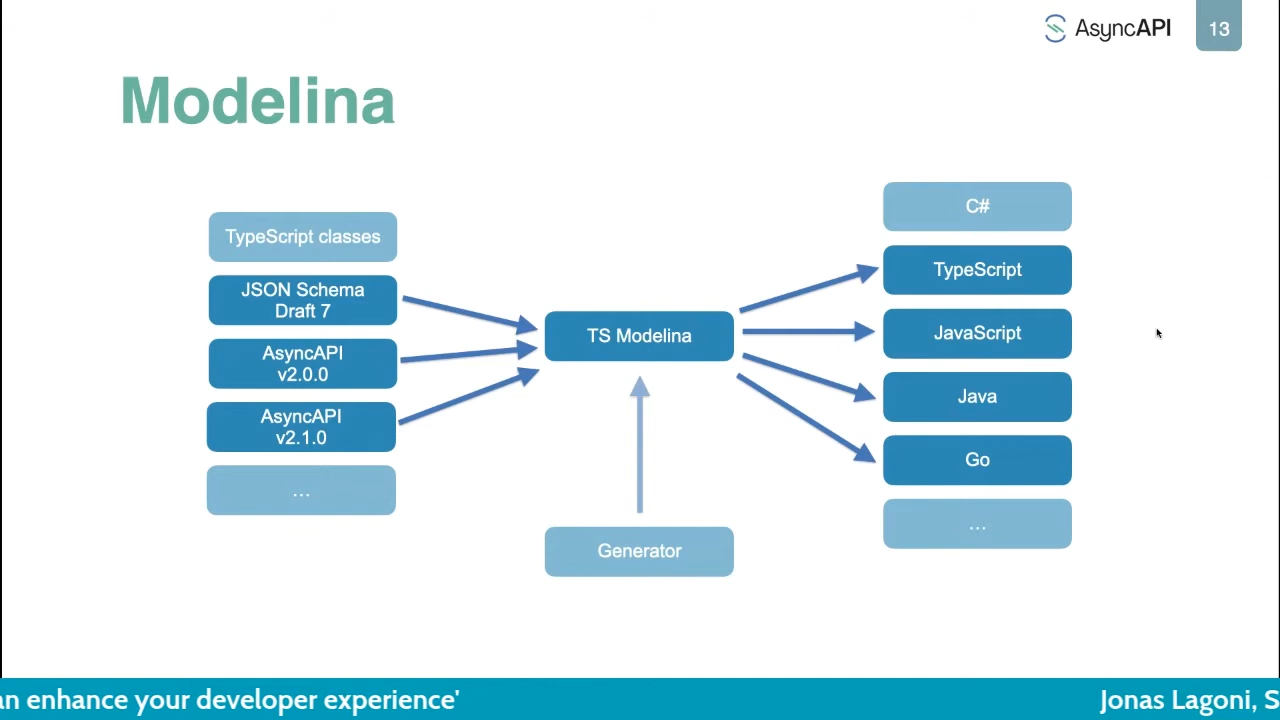 AsyncAPI
13
Modelina
TypeScript classes
JSON Schema
Draft 7
AsyncAPI
v2.0.0
AsyncAPI
v2.1.0
...
TS Modelina
Generator
C#
TypeScript
JavaScript
Java
Go
...
an enhance your developer experience'
Jonas Lagoni, S